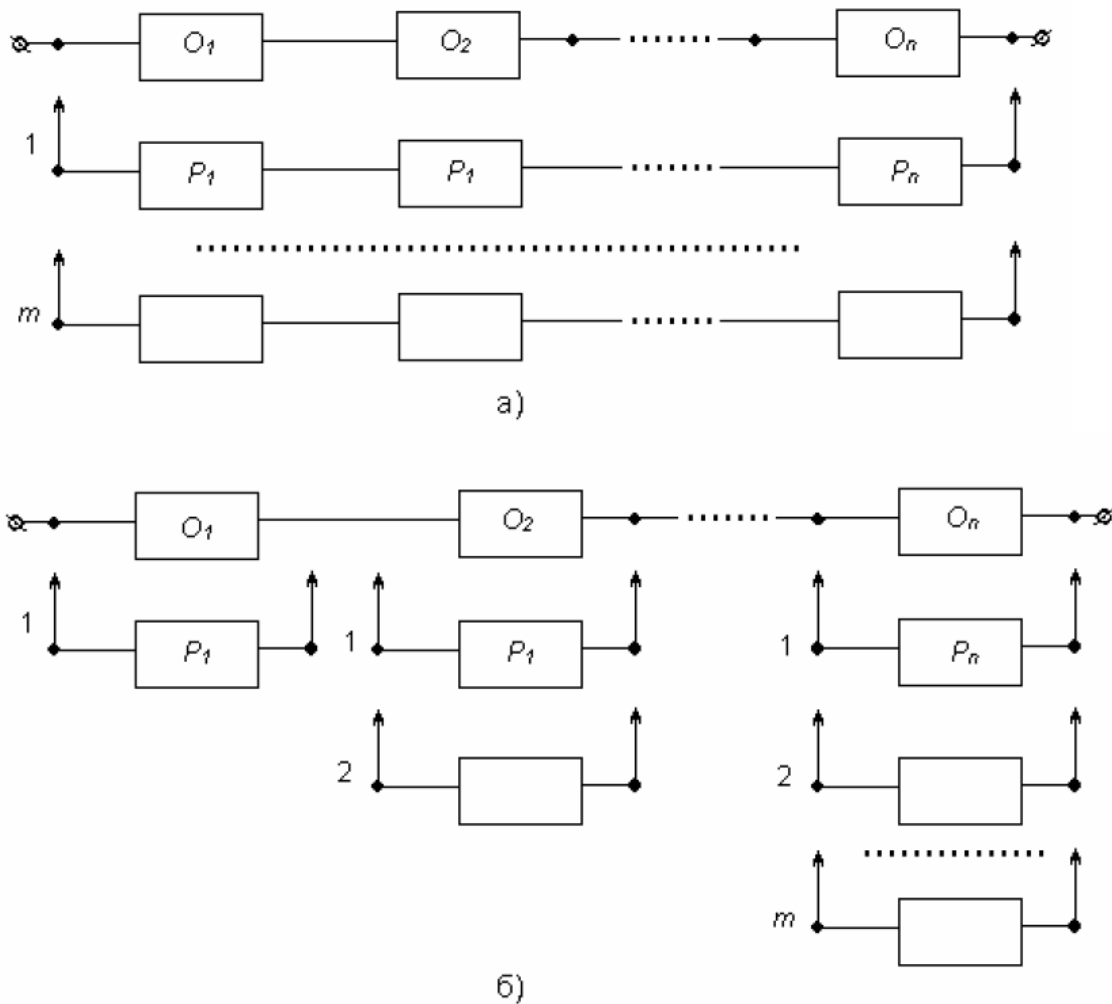 O₁ O₂ Oₙ
1 P₁ P₁ Pₙ
m
а)
O₁ O₂ Oₙ
1 P₁ 1 P₁ 1 Pₙ
2 2
m
б)